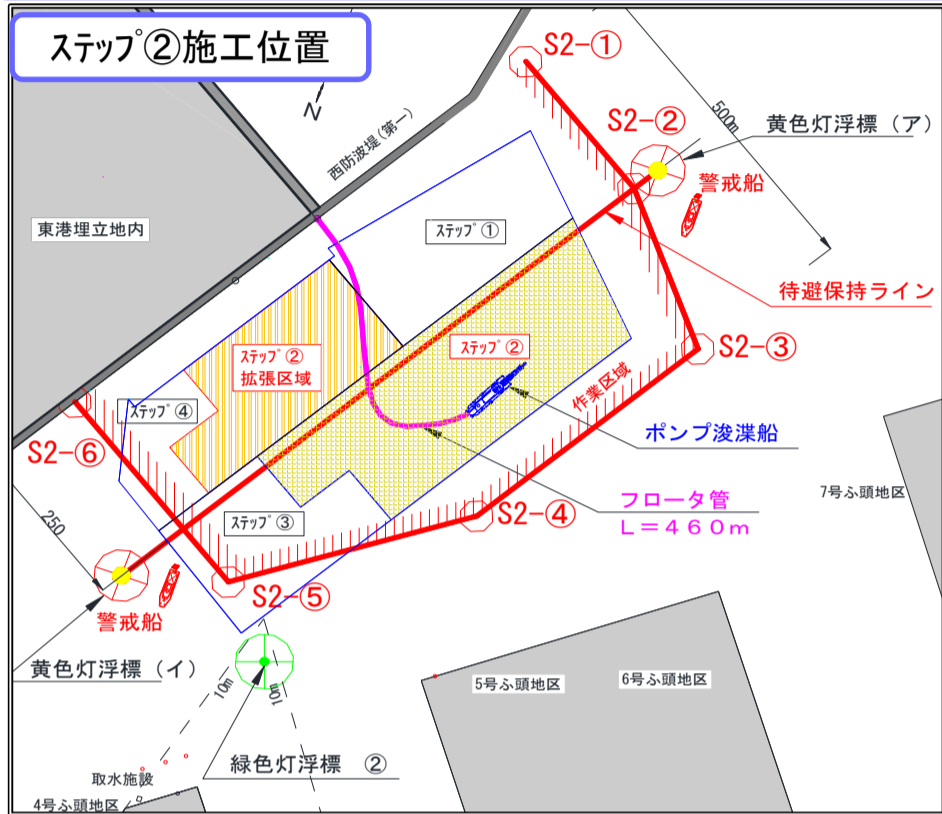 ステップ②施工位置
S2-①
N
西防波堤(第一)
S2-②
500m
黄色灯浮標（ア）
警戒船
東港埋立地内
ステップ①
待避保持ライン
ステップ②
拡張区域
ステップ②
S2-③
作業区域
ステップ④
ポンプ浚渫船
S2-⑥
フロータ管
L＝460m
7号ふ頭地区
S2-④
250
ステップ③
S2-⑤
警戒船
黄色灯浮標（イ）
10m
10m
5号ふ頭地区
6号ふ頭地区
緑色灯浮標 ②
取水施設
4号ふ頭地区